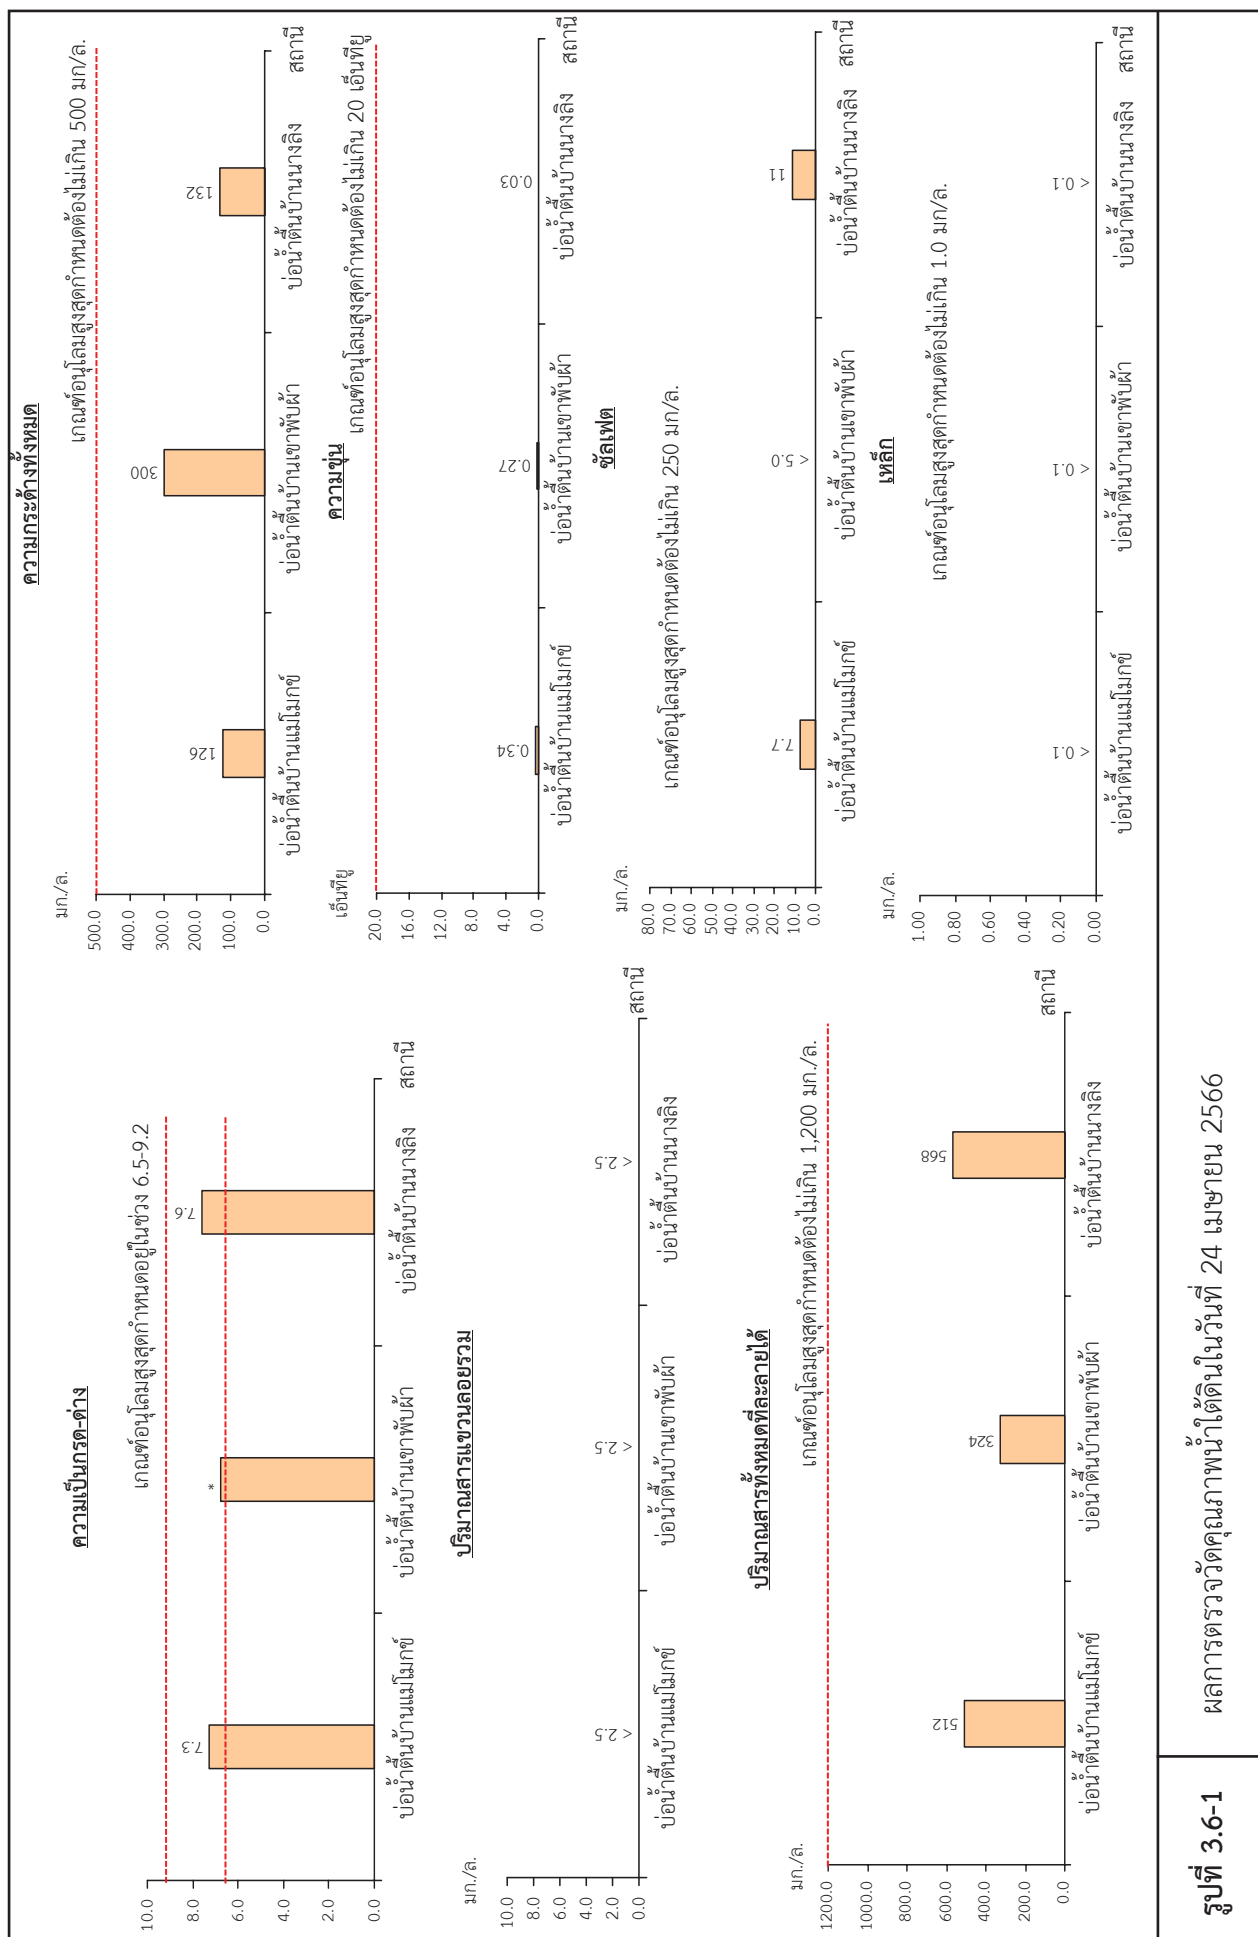 ความเป็นกรด-ด่าง
เกณฑ์อนุโลมสูงสุดกำหนดอยู่ในช่วง 6.5-9.2
10.0
8.0
6.0
4.0
2.0
0.0
7.3
*
7.6
บ่อน้ำตื้นบ้านแม่โมกข์
บ่อน้ำตื้นบ้านเขาพับผ้า
บ่อน้ำตื้นบ้านนางลิง
สถานี
ปริมาณสารแขวนลอยรวม
มก./ล.
10.0
8.0
6.0
4.0
2.0
0.0
< 2.5
< 2.5
< 2.5
บ่อน้ำตื้นบ้านแม่โมกข์
บ่อน้ำตื้นบ้านเขาพับผ้า
บ่อน้ำตื้นบ้านนางลิง
สถานี
ปริมาณสารทั้งหมดที่ละลายได้
มก./ล.
เกณฑ์อนุโลมสูงสุดกำหนดต้องไม่เกิน 1,200 มก./ล.
1200.0
1000.0
800.0
600.0
400.0
200.0
0.0
512
324
568
บ่อน้ำตื้นบ้านแม่โมกข์
บ่อน้ำตื้นบ้านเขาพับผ้า
บ่อน้ำตื้นบ้านนางลิง
สถานี
ความกระด้างทั้งหมด
มก./ล.
เกณฑ์อนุโลมสูงสุดกำหนดต้องไม่เกิน 500 มก/ล.
500.0
400.0
300.0
200.0
100.0
0.0
126
300
132
บ่อน้ำตื้นบ้านแม่โมกข์
บ่อน้ำตื้นบ้านเขาพับผ้า
บ่อน้ำตื้นบ้านนางลิง
สถานี
ความขุ่น
เอ็นทียู
เกณฑ์อนุโลมสูงสุดกำหนดต้องไม่เกิน 20 เอ็นทียู
20.0
16.0
12.0
8.0
4.0
0.0
0.34
0.27
0.03
บ่อน้ำตื้นบ้านแม่โมกข์
บ่อน้ำตื้นบ้านเขาพับผ้า
บ่อน้ำตื้นบ้านนางลิง
สถานี
ซัลเฟต
มก./ล.
เกณฑ์อนุโลมสูงสุดกำหนดต้องไม่เกิน 250 มก/ล.
80.0
70.0
60.0
50.0
40.0
30.0
20.0
10.0
0.0
7.7
< 5.0
11
บ่อน้ำตื้นบ้านแม่โมกข์
บ่อน้ำตื้นบ้านเขาพับผ้า
บ่อน้ำตื้นบ้านนางลิง
สถานี
เหล็ก
มก./ล.
เกณฑ์อนุโลมสูงสุดกำหนดต้องไม่เกิน 1.0 มก/ล.
1.00
0.80
0.60
0.40
0.20
0.00
< 0.1
< 0.1
< 0.1
บ่อน้ำตื้นบ้านแม่โมกข์
บ่อน้ำตื้นบ้านเขาพับผ้า
บ่อน้ำตื้นบ้านนางลิง
สถานี
รูปที่ 3.6-1
ผลการตรวจวัดคุณภาพน้ำใต้ดินในวันที่ 24 เมษายน 2566